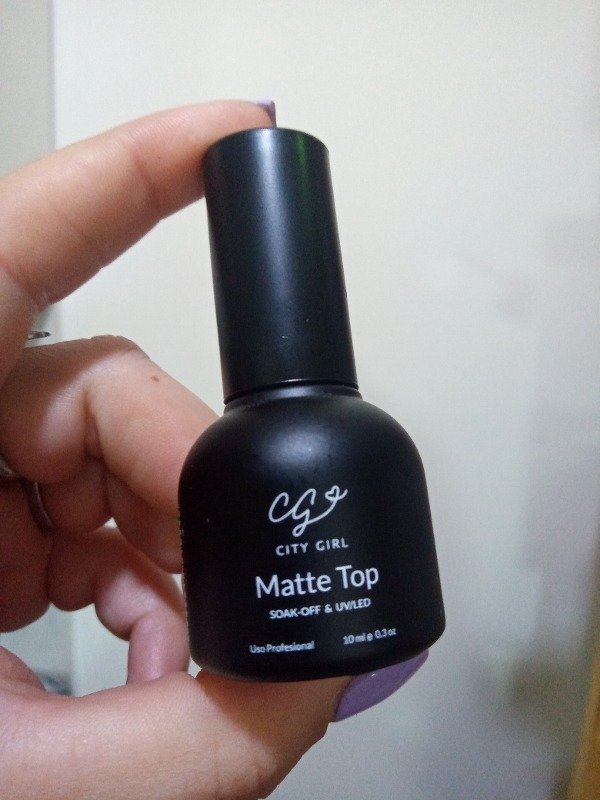 CG
CITY GIRL
Matte Top
SOAK-OFF & UV/LED
Uso Profesional 10 ml e 0.3 oz